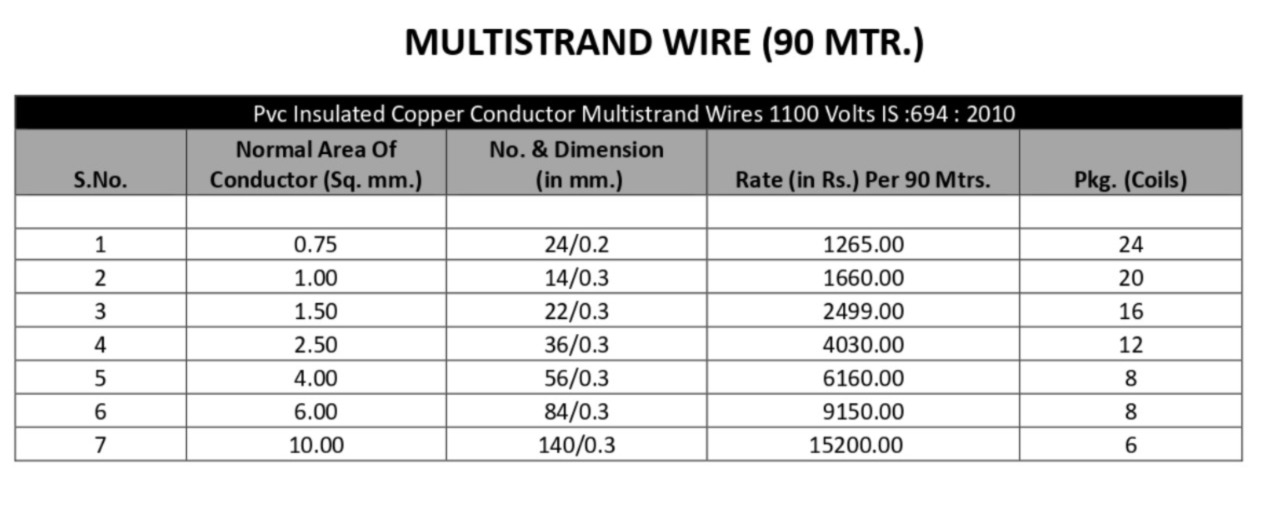 MULTISTRAND WIRE (90 MTR.)
Pvc Insulated Copper Conductor Multistrand Wires 1100 Volts IS :694 : 2010
S.No. Normal Area Of Conductor (Sq. mm.) No. & Dimension (in mm.) Rate (in Rs.) Per 90 Mtrs. Pkg. (Coils)
1 0.75 24/0.2 1265.00 24
2 1.00 14/0.3 1660.00 20
3 1.50 22/0.3 2499.00 16
4 2.50 36/0.3 4030.00 12
5 4.00 56/0.3 6160.00 8
6 6.00 84/0.3 9150.00 8
7 10.00 140/0.3 15200.00 6